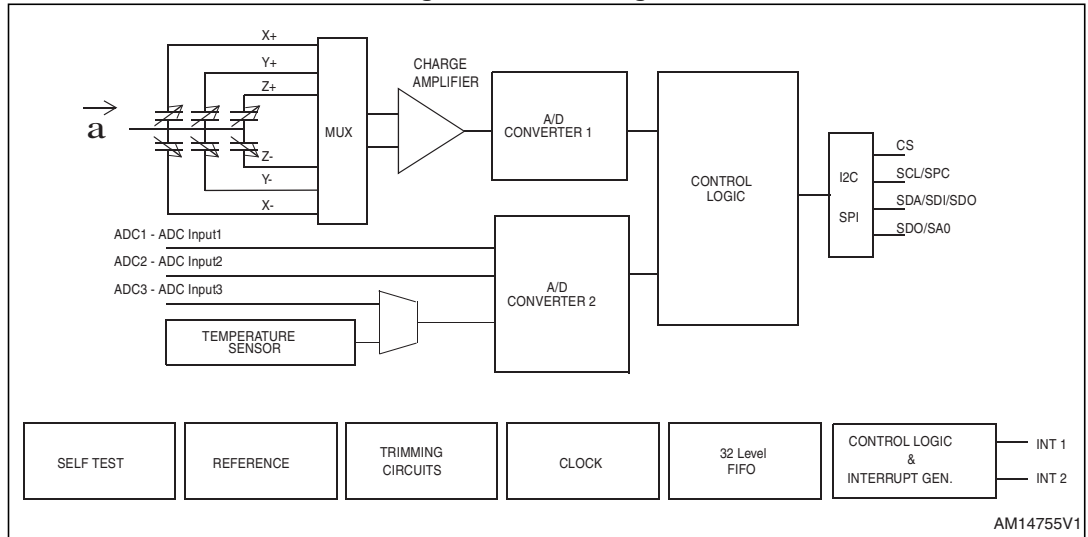 X+
Y+
Z+
CHARGE
AMPLIFIER
a
MUX
A/D
CONVERTER 1
Z-
Y-
X-
CONTROL
LOGIC
I2C
SPI
CS
SCL/SPC
SDA/SDI/SDO
SDO/SA0
ADC1 - ADC Input1
ADC2 - ADC Input2
ADC3 - ADC Input3
A/D
CONVERTER 2
TEMPERATURE
SENSOR
SELF TEST
REFERENCE
TRIMMING
CIRCUITS
CLOCK
32 Level
FIFO
CONTROL LOGIC
&
INTERRUPT GEN.
INT 1
INT 2
AM14755V1